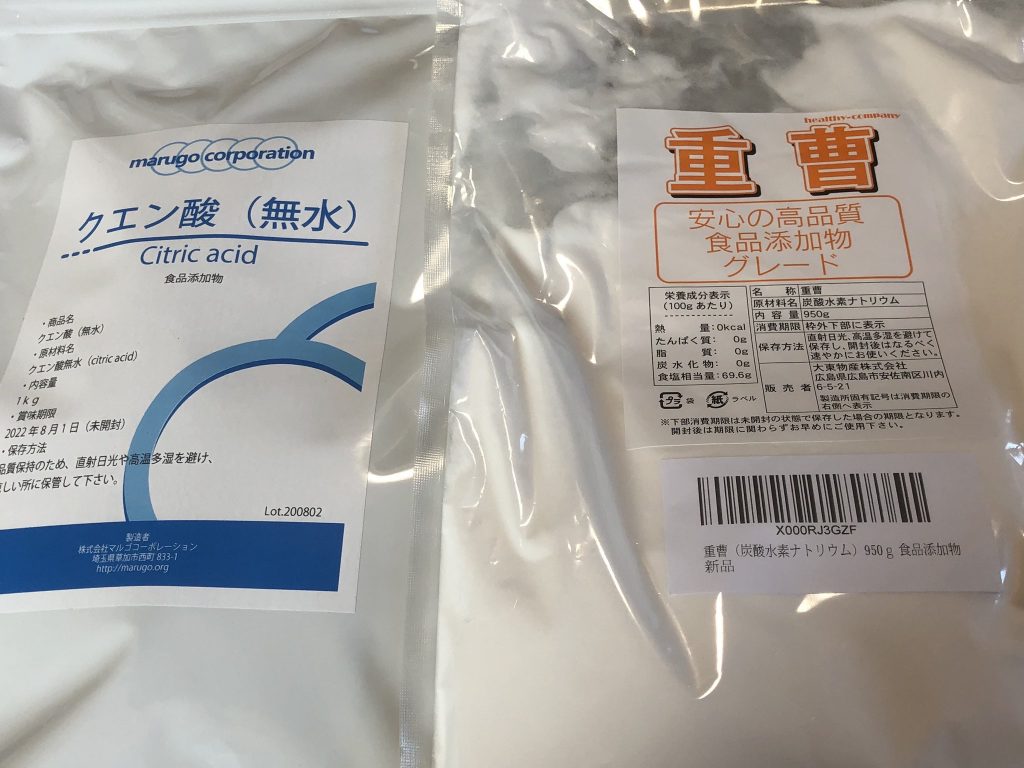 marugo corporation
クエン酸（無水）
Citric acid
食品添加物
・商品名
クエン酸（無水）
・原材料名
クエン酸無水（citric acid）
・内容量
１ｋｇ
・賞味期限
2022年8月1日（未開封）
・保存方法
品質保持のため、直射日光や高温多湿を避け、
涼しい所に保管して下さい。
Lot.200802
製造者
株式会社マルゴコーポレーション
埼玉県草加市西町 833-1
http://marugo.org
healthy-company
重曹
安心の高品質
食品添加物
グレード
栄養成分表示
(100gあたり)
熱量:0kcal
たんぱく質: 0g
脂質: 0g
炭水化物: 0g
食塩相当量:69.6g
プラ 袋 紙 ラベル
名称 重曹
原材料名 炭酸水素ナトリウム
内容量 950g
消費期限 枠外下部に表示
保存方法 直射日光、高温多湿を避けて
保存し、開封後はなるべく
速やかにお使いください。
販売者 大東物産株式会社
広島県広島市安佐南区川内
6-5-21
製造所固有記号は消費期限の
右側へ表示
※下部消費期限は未開封の状態で保存した場合の期限となります。
開封後は期限に関わらずお早めにご使用下さい。
X000RJ3GZF
重曹（炭酸水素ナトリウム）950ｇ 食品添加物
新品